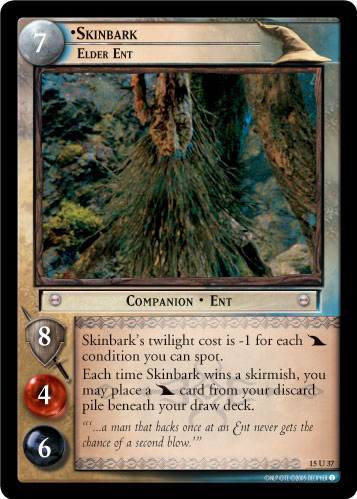 7
•Skinbark
Elder Ent
Companion • Ent
8
4
6
Skinbark's twilight cost is -1 for each
condition you can spot.
Each time Skinbark wins a skirmish, you
may place a card from your discard
pile beneath your draw deck.
"'...a man that hacks once at an Ent never gets the
chance of a second blow.'"
15 U 37